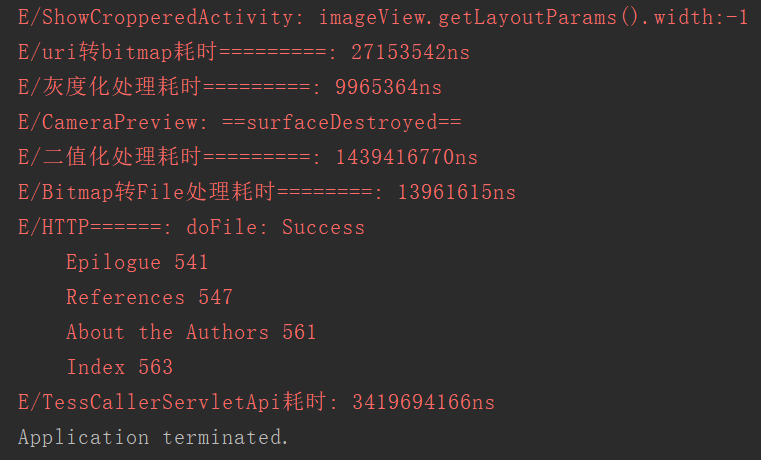 E/ShowCropperedActivity: imageView.getLayoutParams().width:-1
E/uri转bitmap耗时=========: 27153542ns
E/灰度化处理耗时=========: 9965364ns
E/CameraPreview: ==surfaceDestroyed==
E/二值化处理耗时=========: 1439416770ns
E/Bitmap转File处理耗时========: 13961615ns
E/HTTP======: doFile: Success
Epilogue 541
References 547
About the Authors 561
Index 563
E/TessCallerServletApi耗时: 3419694166ns
Application terminated.